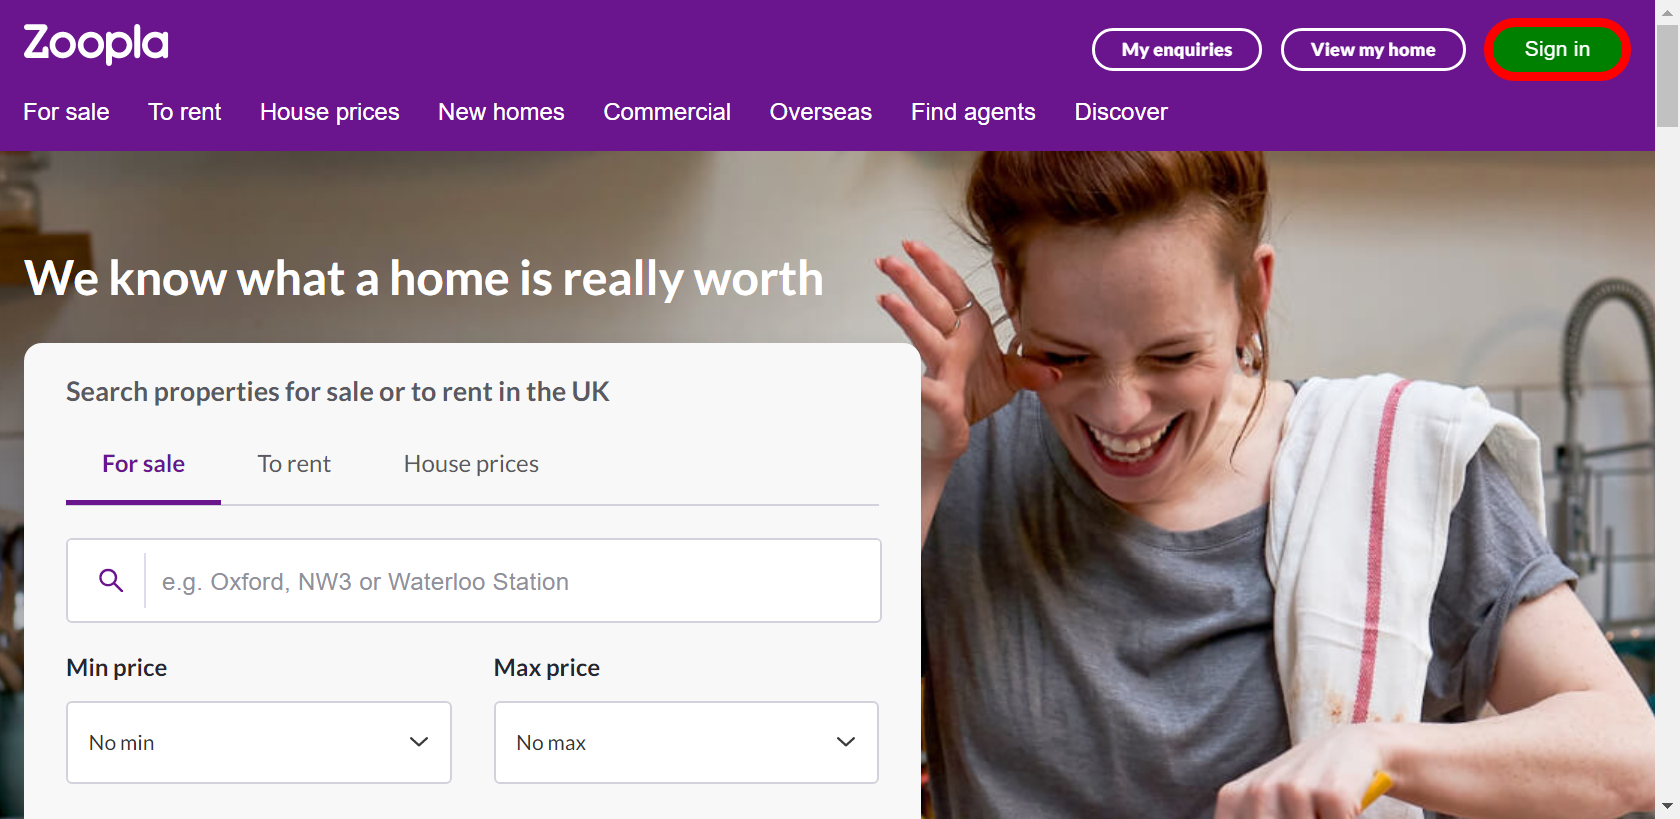 Zoopla
My enquiries
View my home
Sign in
For sale
To rent
House prices
New homes
Commercial
Overseas
Find agents
Discover
We know what a home is really worth
Search properties for sale or to rent in the UK
For sale
To rent
House prices
e.g. Oxford, NW3 or Waterloo Station
Min price
Max price
No min
No max